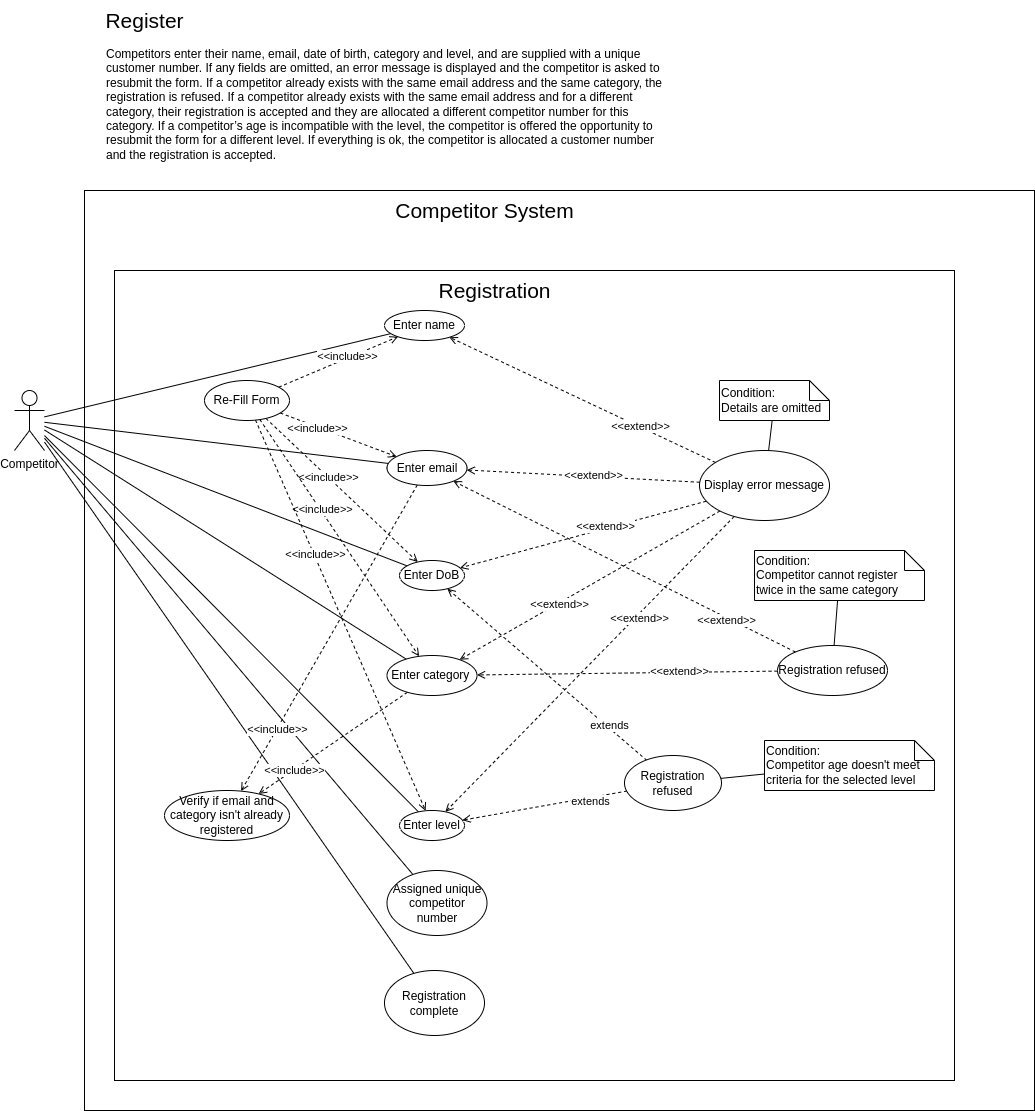 Register
Competitors enter their name, email, date of birth, category and level, and are supplied with a unique
customer number. If any fields are omitted, an error message is displayed and the competitor is asked to
resubmit the form. If a competitor already exists with the same email address and the same category, the
registration is refused. If a competitor already exists with the same email address and for a different
category, their registration is accepted and they are allocated a different competitor number for this
category. If a competitor’s age is incompatible with the level, the competitor is offered the opportunity to
resubmit the form for a different level. If everything is ok, the competitor is allocated a customer number
and the registration is accepted.
Competitor System
Registration
Enter name
<<include>>
Re-Fill Form
Condition:
Details are omitted
<<include>>
<<extend>>
Competitor
Enter email
<<extend>>
<<include>>
Display error message
<<include>>
<<extend>>
<<include>>
Enter DoB
Condition:
Competitor cannot register
twice in the same category
<<extend>>
<<extend>>
<<extend>>
Enter category
<<extend>>
Registration refused
<<include>>
extends
<<include>>
Condition:
Competitor age doesn't meet
criteria for the selected level
Registration
refused
extends
Verify if email and
category isn't already
registered
Enter level
Assigned unique
competitor
number
Registration
complete